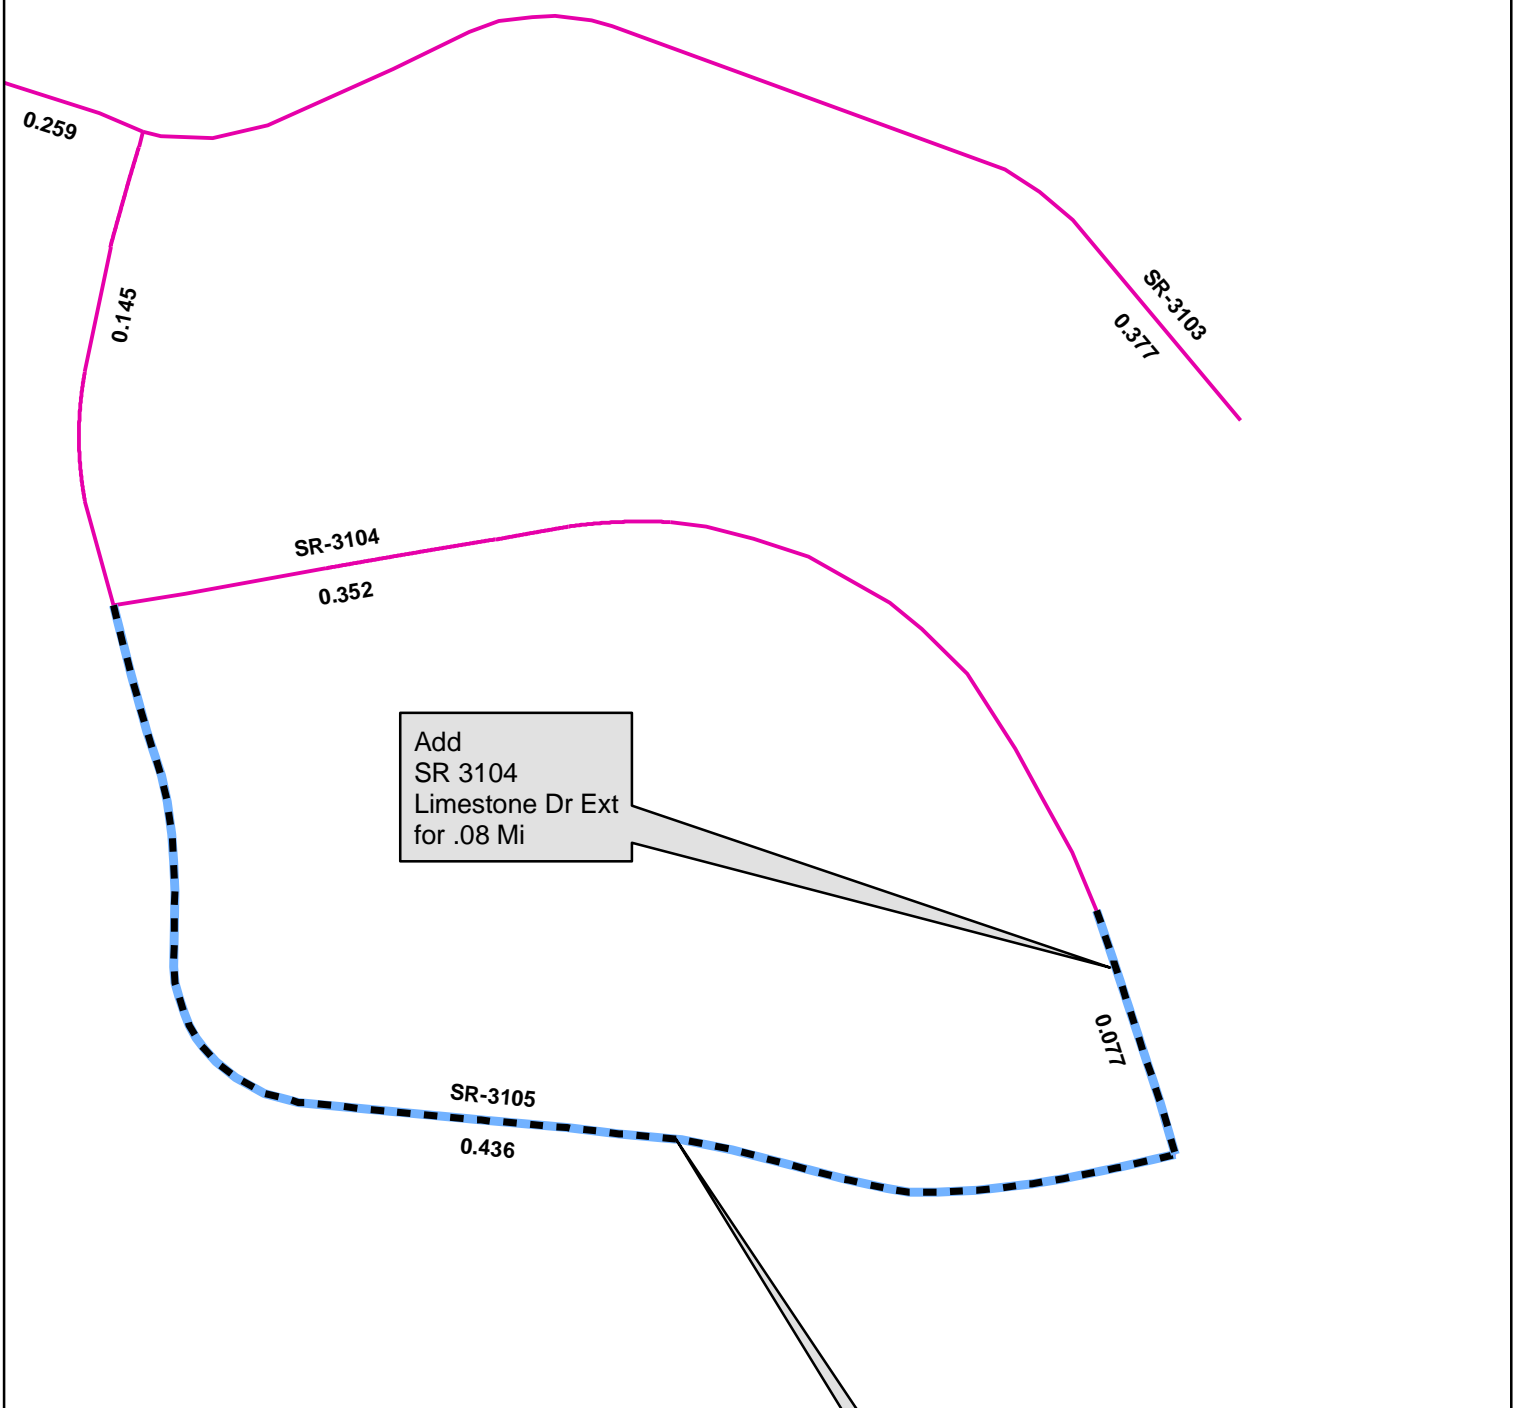 0.259
0.145
SR-3103
0.377
SR-3104
0.352
Add
SR 3104
Limestone Dr Ext
for .08 Mi
0.077
SR-3105
0.436